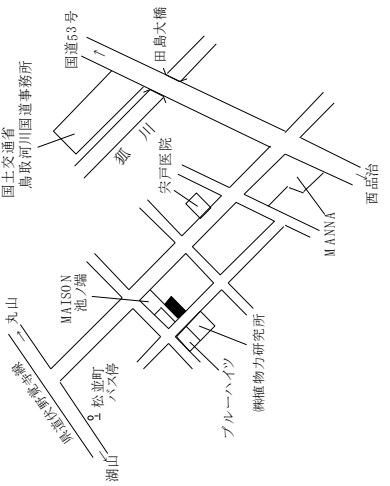 国土交通省
鳥取河川国道事務所
国道53号
田島大橋
狐川
宍戸医院
MAISON
池ノ端
丸山
県道伏野覚寺線
松並町
バス停
湖山
ブルーハイツ
㈱植物力研究所
MANNA
西品治